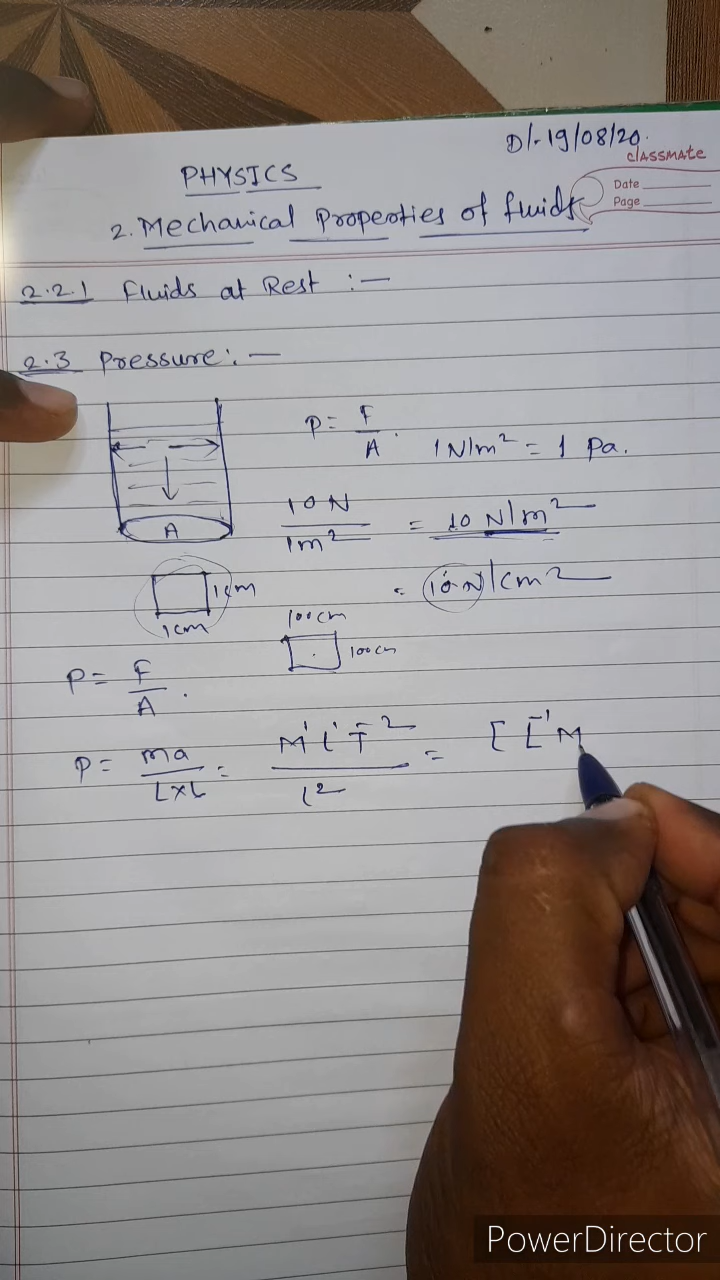 D/- 19/08/20.
classmate
Date
Page
PHYSICS
2. Mechanical Properties of fluids
2.2.1 Fluids at Rest :-
2.3 Pressure :-
P = F/A. 1 N/m² = 1 Pa.
A
10 N / 1m² = 10 N/m²
1cm
1cm
= 10 N/cm²
100cm
100cm
P = F/A.
P = ma / L×L = M¹L¹T⁻² / L² = [L⁻¹M
PowerDirector